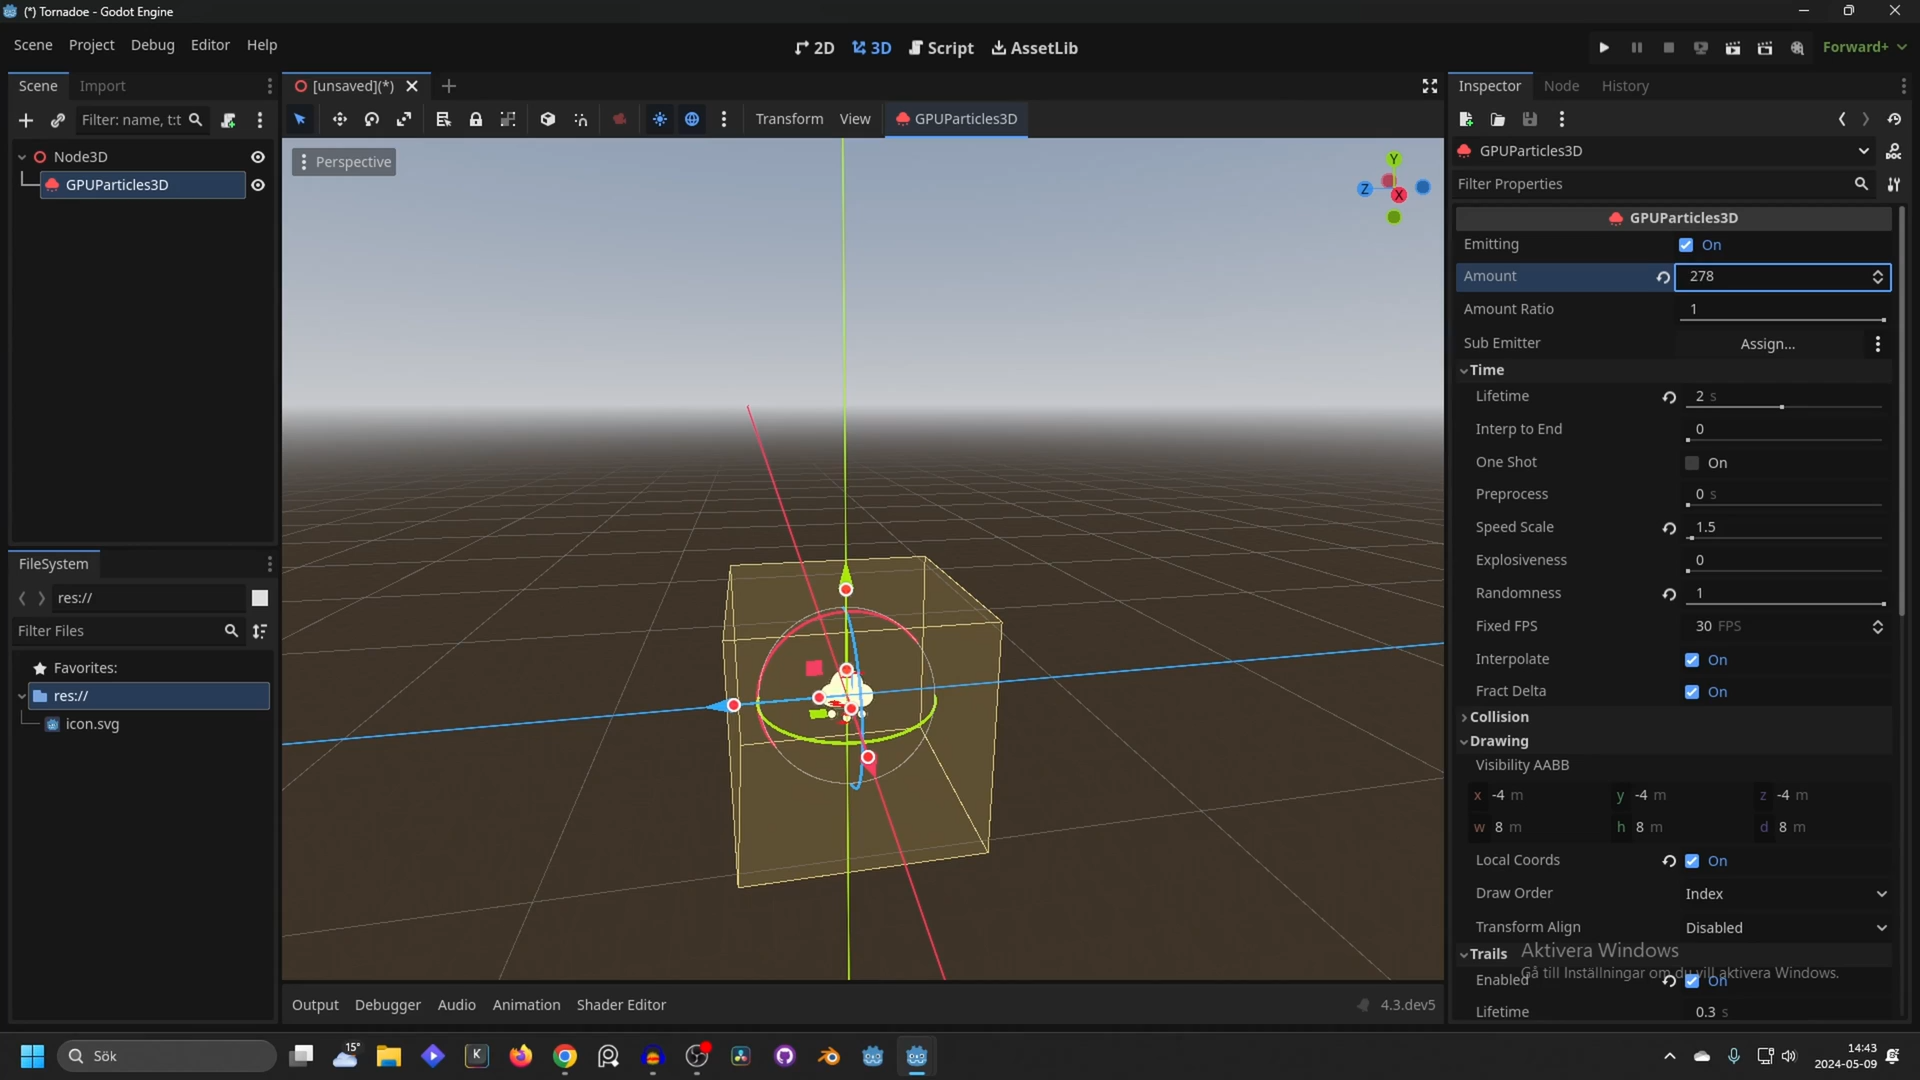 (*) Tornadoe - Godot Engine
Scene Project Debug Editor Help
2D 3D Script AssetLib
Forward+
Scene Import
[unsaved](*)
Inspector Node History
Filter: name, t:t
Transform View GPUParticles3D
GPUParticles3D
Node3D
GPUParticles3D
Perspective
Y
Z
X
Filter Properties
GPUParticles3D
Emitting On
Amount 278
Amount Ratio 1
Sub Emitter Assign...
Time
Lifetime 2 s
Interp to End 0
One Shot On
Preprocess 0 s
Speed Scale 1.5
Explosiveness 0
Randomness 1
Fixed FPS 30 FPS
Interpolate On
Fract Delta On
Collision
Drawing
Visibility AABB
x -4 m y -4 m z -4 m
w 8 m h 8 m d 8 m
Local Coords On
Draw Order Index
Transform Align Disabled
Trails
Enabled On
Lifetime 0.3 s
Aktivera Windows
Gå till Inställningar om du vill aktivera Windows.
FileSystem
res://
Filter Files
Favorites:
res://
icon.svg
Output Debugger Audio Animation Shader Editor
4.3.dev5
Sök
15°
K
14:43
2024-05-09